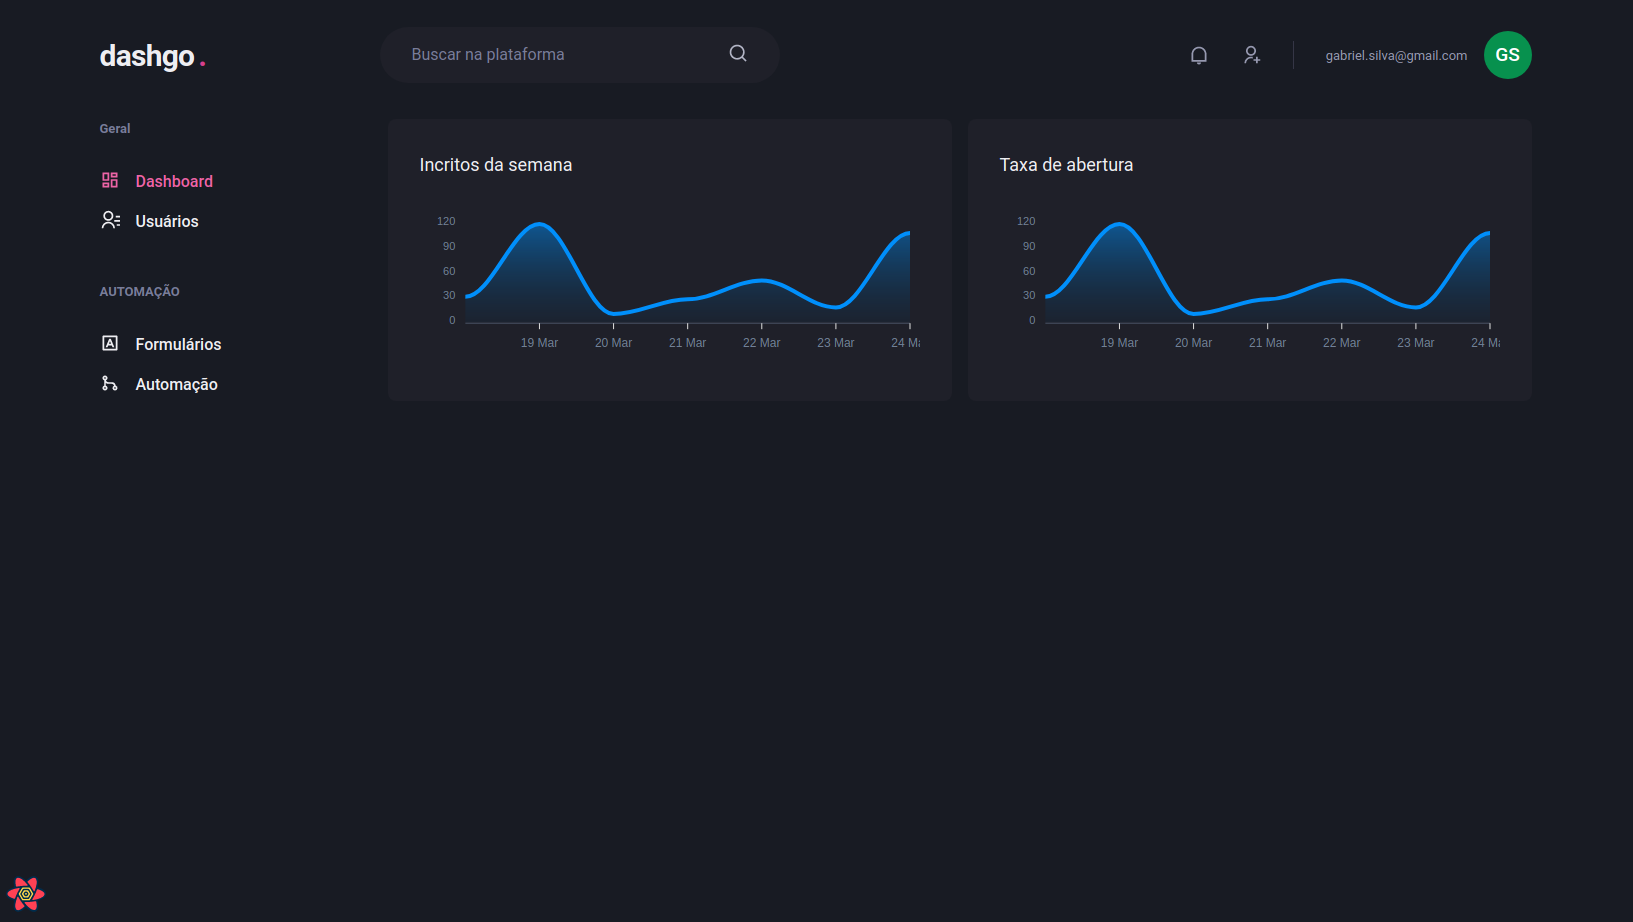 dashgo.
Buscar na plataforma
gabriel.silva@gmail.com
GS
Geral
Dashboard
Usuários
AUTOMAÇÃO
Formulários
Automação
Incritos da semana
120
90
60
30
0
19 Mar 20 Mar 21 Mar 22 Mar 23 Mar 24 Ma
Taxa de abertura
120
90
60
30
0
19 Mar 20 Mar 21 Mar 22 Mar 23 Mar 24 Ma